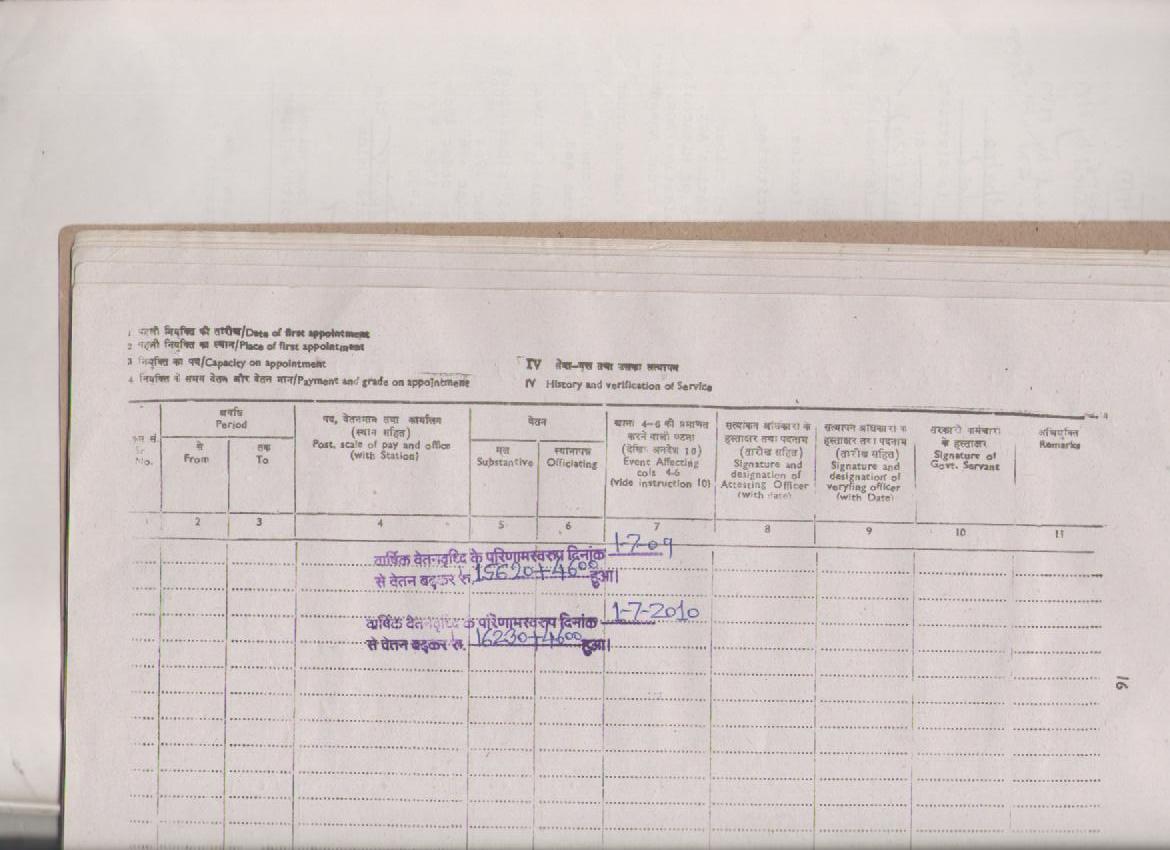 1 पहली नियुक्ति की तारीख/Date of first appointment
2 पहली नियुक्ति का स्थान/Place of first appointment
3 नियुक्ति का पद/Capacity on appointment
4 नियुक्ति के समय वेतन और वेतन मान/Payment and grade on appointment
IV सेवा-वृत्त तथा उसका सत्यापन
IV History and verification of Service
क्रम सं.
Sr.
No.
अवधि
Period
से
From
तक
To
पद, वेतनमान तथा कार्यालय
(स्थान सहित)
Post, scale of pay and office
(with Station)
वेतन
मूल
Substantive
स्थानापन्न
Officiating
खाना 4-6 को प्रभावित
करने वाली घटना
(देखिए अनुदेश 10)
Event Affecting
cols 4-6
(vide instruction 10)
सत्यांकन अधिकारी के
हस्ताक्षर तथा पदनाम
(तारीख सहित)
Signature and
designation of
Attesting Officer
(with date)
सत्यापन अधिकारी के
हस्ताक्षर तथा पदनाम
(तारीख सहित)
Signature and
designation of
veryfing officer
(with Date)
सरकारी कर्मचारी
के हस्ताक्षर
Signature of
Govt. Servant
अभियुक्ति
Remarks
1 2 3 4 5 6 7 8 9 10 11
वार्षिक वेतनवृध्दि के परिणामस्वरुप दिनांक 1-7-09
से वेतन बढ़कर रु. 15620+4600 हुआ।
वार्षिक वेतनवृध्दि के परिणामस्वरुप दिनांक 1-7-2010
से वेतन बढ़कर रु. 16230+4600 हुआ।
16